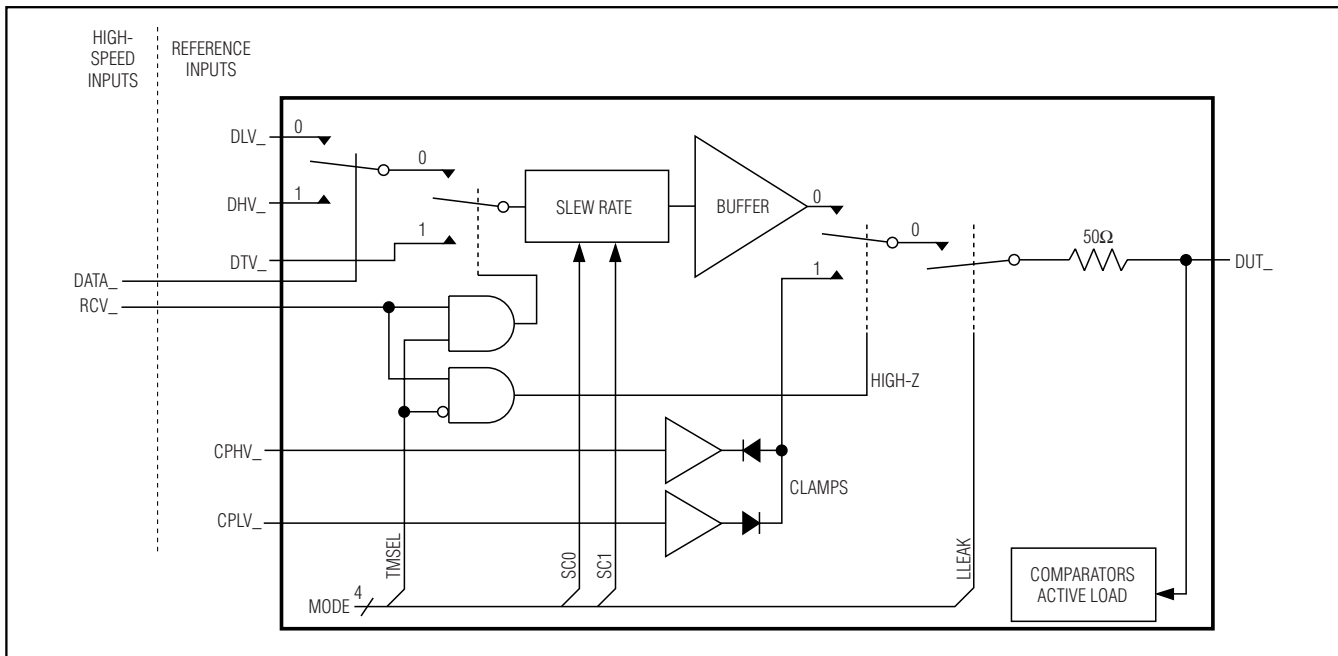 HIGH-
SPEED
INPUTS
REFERENCE
INPUTS
DLV_
0
0
DHV_
1
1
DTV_
DATA_
RCV_
SLEW RATE
BUFFER
0
0
1
50Ω
DUT_
HIGH-Z
CPHV_
CLAMPS
CPLV_
TMSEL
SC0
SC1
LLEAK
MODE
4
COMPARATORS
ACTIVE LOAD